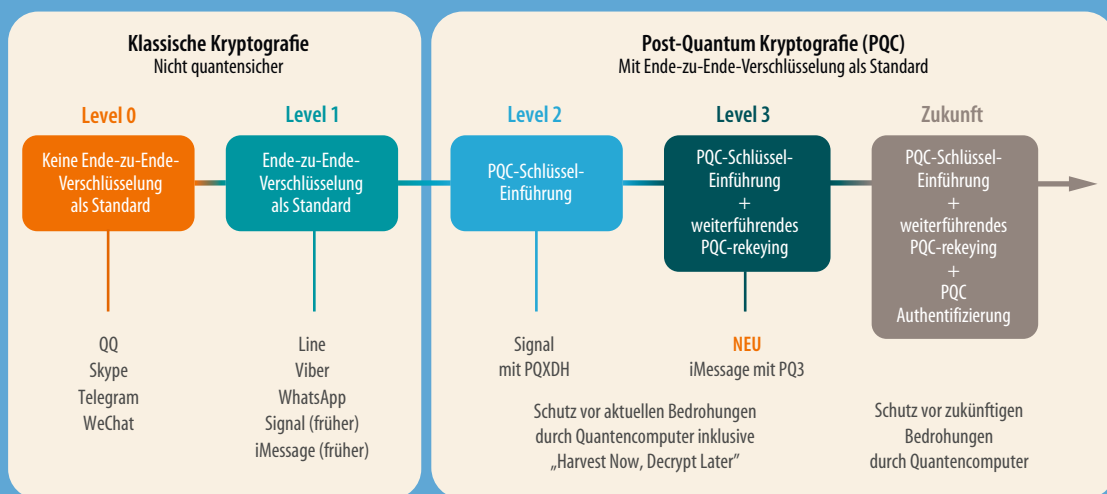 Klassische Kryptografie
Nicht quantensicher
Level 0
Keine Ende-zu-Ende-
Verschlüsselung
als Standard
QQ
Skype
Telegram
WeChat
Level 1
Ende-zu-Ende-
Verschlüsselung
als Standard
Line
Viber
WhatsApp
Signal (früher)
iMessage (früher)
Post-Quantum Kryptografie (PQC)
Mit Ende-zu-Ende-Verschlüsselung als Standard
Level 2
PQC-Schlüssel-
Einführung
Signal
mit PQXDH
Level 3
PQC-Schlüssel-
Einführung
+
weiterführendes
PQC-rekeying
NEU
iMessage mit PQ3
Schutz vor aktuellen Bedrohungen
durch Quantencomputer inklusive
„Harvest Now, Decrypt Later”
Zukunft
PQC-Schlüssel-
Einführung
+
weiterführendes
PQC-rekeying
+
PQC
Authentifizierung
Schutz vor zukünftigen
Bedrohungen
durch Quantencomputer